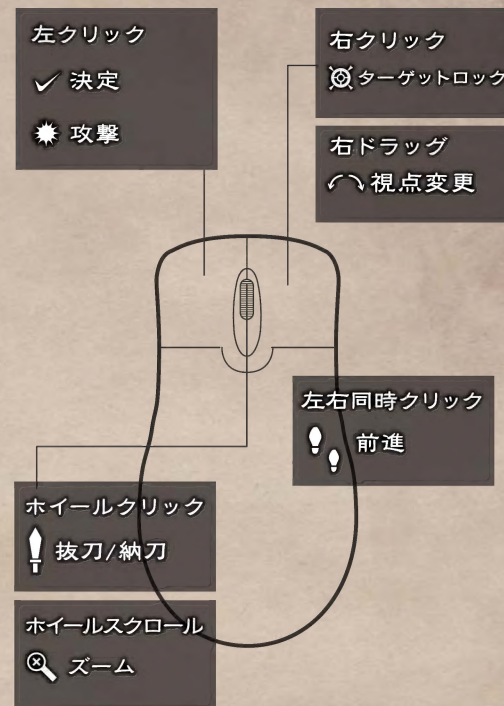 左クリック
決定
攻撃
右クリック
ターゲットロック
右ドラッグ
視点変更
左右同時クリック
前進
ホイールクリック
抜刀/納刀
ホイールスクロール
ズーム